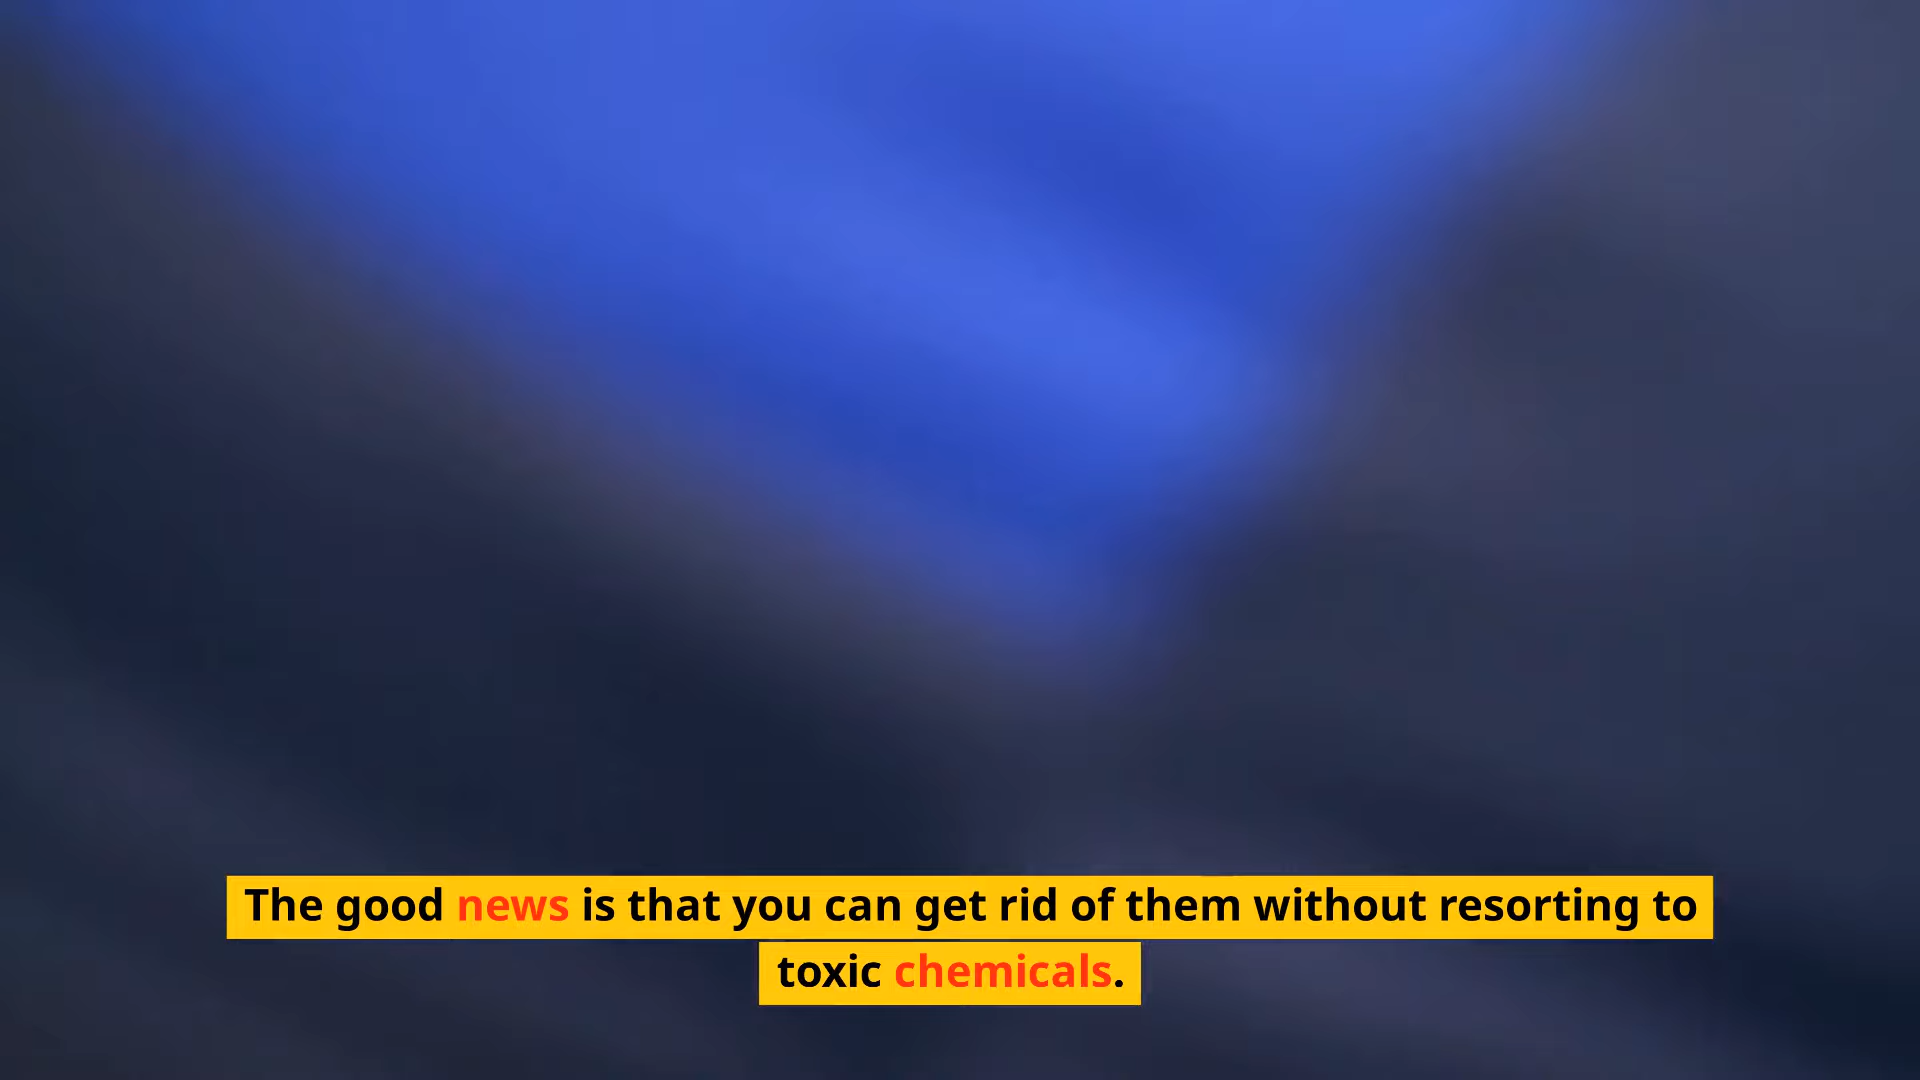 The good news is that you can get rid of them without resorting to
toxic chemicals.